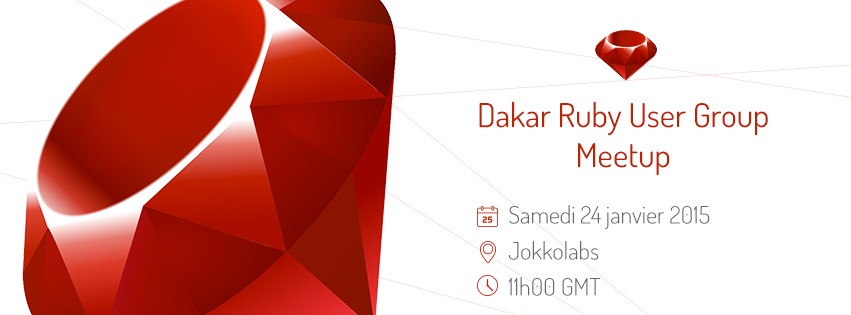 Dakar Ruby User Group
Meetup
25
Samedi 24 janvier 2015
Jokkolabs
11h00 GMT